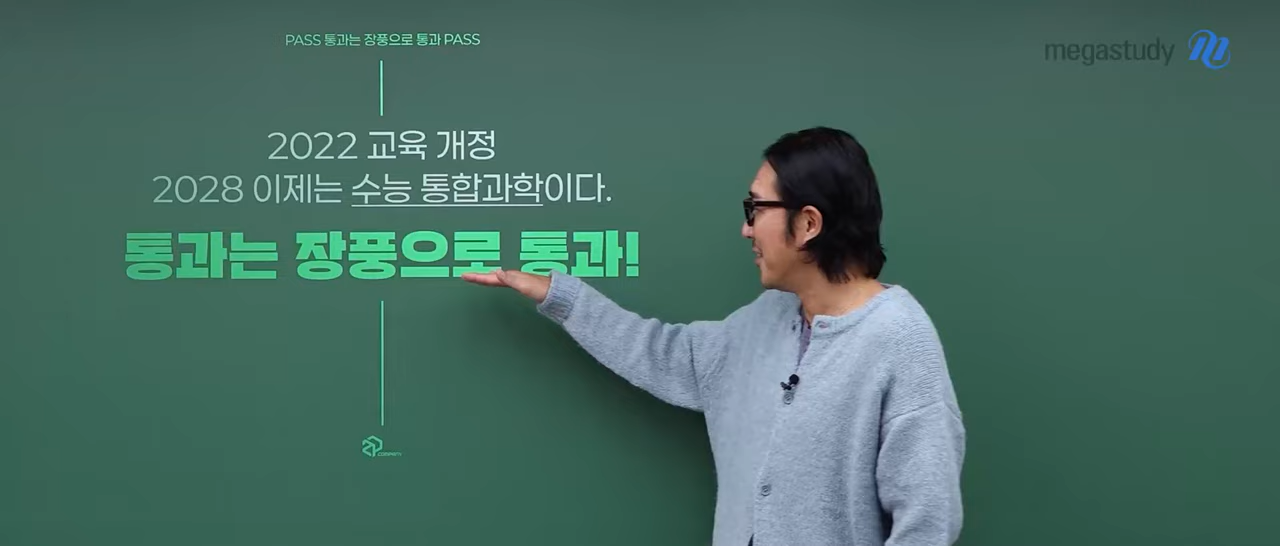 PASS 통과는 장풍으로 통과 PASS
megastudy
2022 교육 개정
2028 이제는 수능 통합과학이다.
통과는 장풍으로 통과!